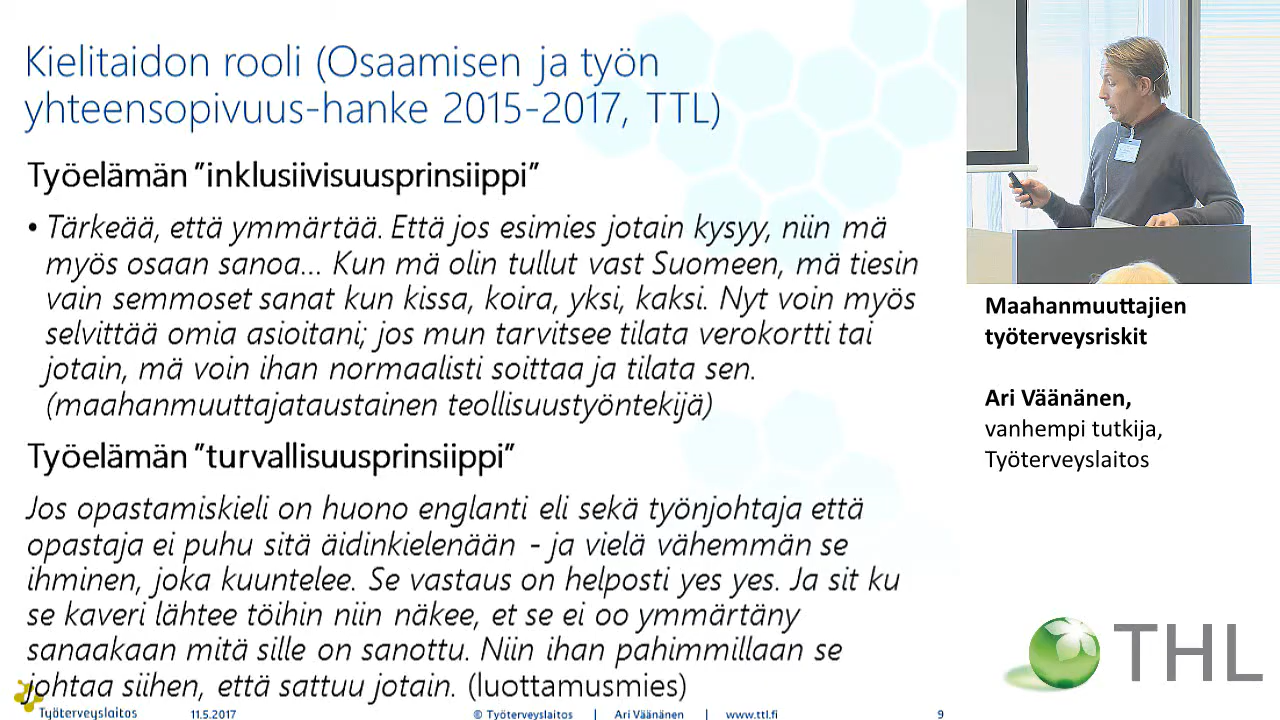 Kielitaidon rooli (Osaamisen ja työn
yhteensopivuus-hanke 2015-2017, TTL)
Työelämän ”inklusiivisuusprinsiippi”
• Tärkeää, että ymmärtää. Että jos esimies jotain kysyy, niin mä
myös osaan sanoa... Kun mä olin tullut vast Suomeen, mä tiesin
vain semmoset sanat kun kissa, koira, yksi, kaksi. Nyt voin myös
selvittää omia asioitani; jos mun tarvitsee tilata verokortti tai
jotain, mä voin ihan normaalisti soittaa ja tilata sen.
(maahanmuuttajataustainen teollisuustyöntekijä)
Työelämän ”turvallisuusprinsiippi”
Jos opastamiskieli on huono englanti eli sekä työnjohtaja että
opastaja ei puhu sitä äidinkielenään - ja vielä vähemmän se
ihminen, joka kuuntelee. Se vastaus on helposti yes yes. Ja sit ku
se kaveri lähtee töihin niin näkee, et se ei oo ymmärtäny
sanaakaan mitä sille on sanottu. Niin ihan pahimmillaan se
johtaa siihen, että sattuu jotain. (luottamusmies)
Työterveyslaitos 11.5.2017 © Työterveyslaitos | Ari Väänänen | www.ttl.fi 9
Maahanmuuttajien
työterveysriskit
Ari Väänänen,
vanhempi tutkija,
Työterveyslaitos
THL